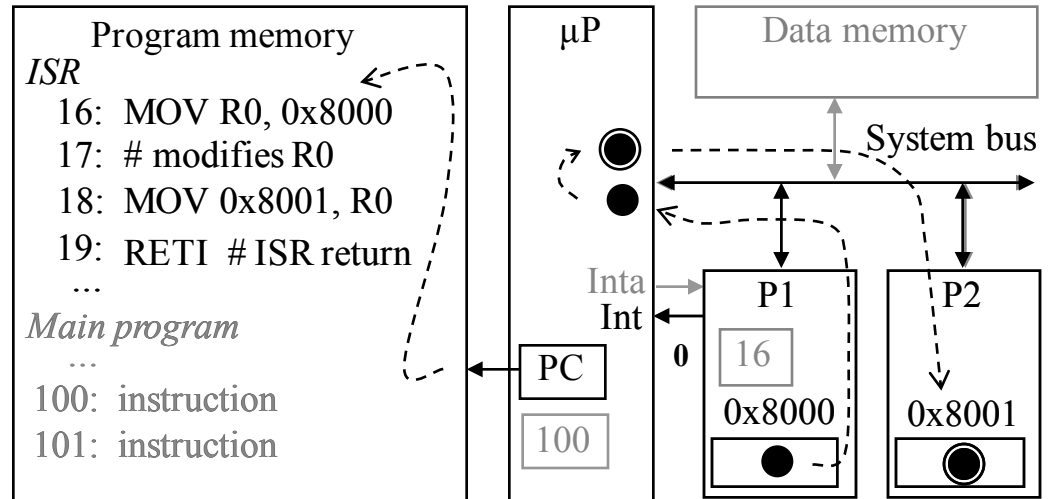 Program memory
ISR
16: MOV R0, 0x8000
17: # modifies R0
18: MOV 0x8001, R0
19: RETI # ISR return
...
Main program
...
100: instruction
101: instruction
µP
Inta
Int
PC
100
Data memory
System bus
0
P1
16
0x8000
P2
0x8001